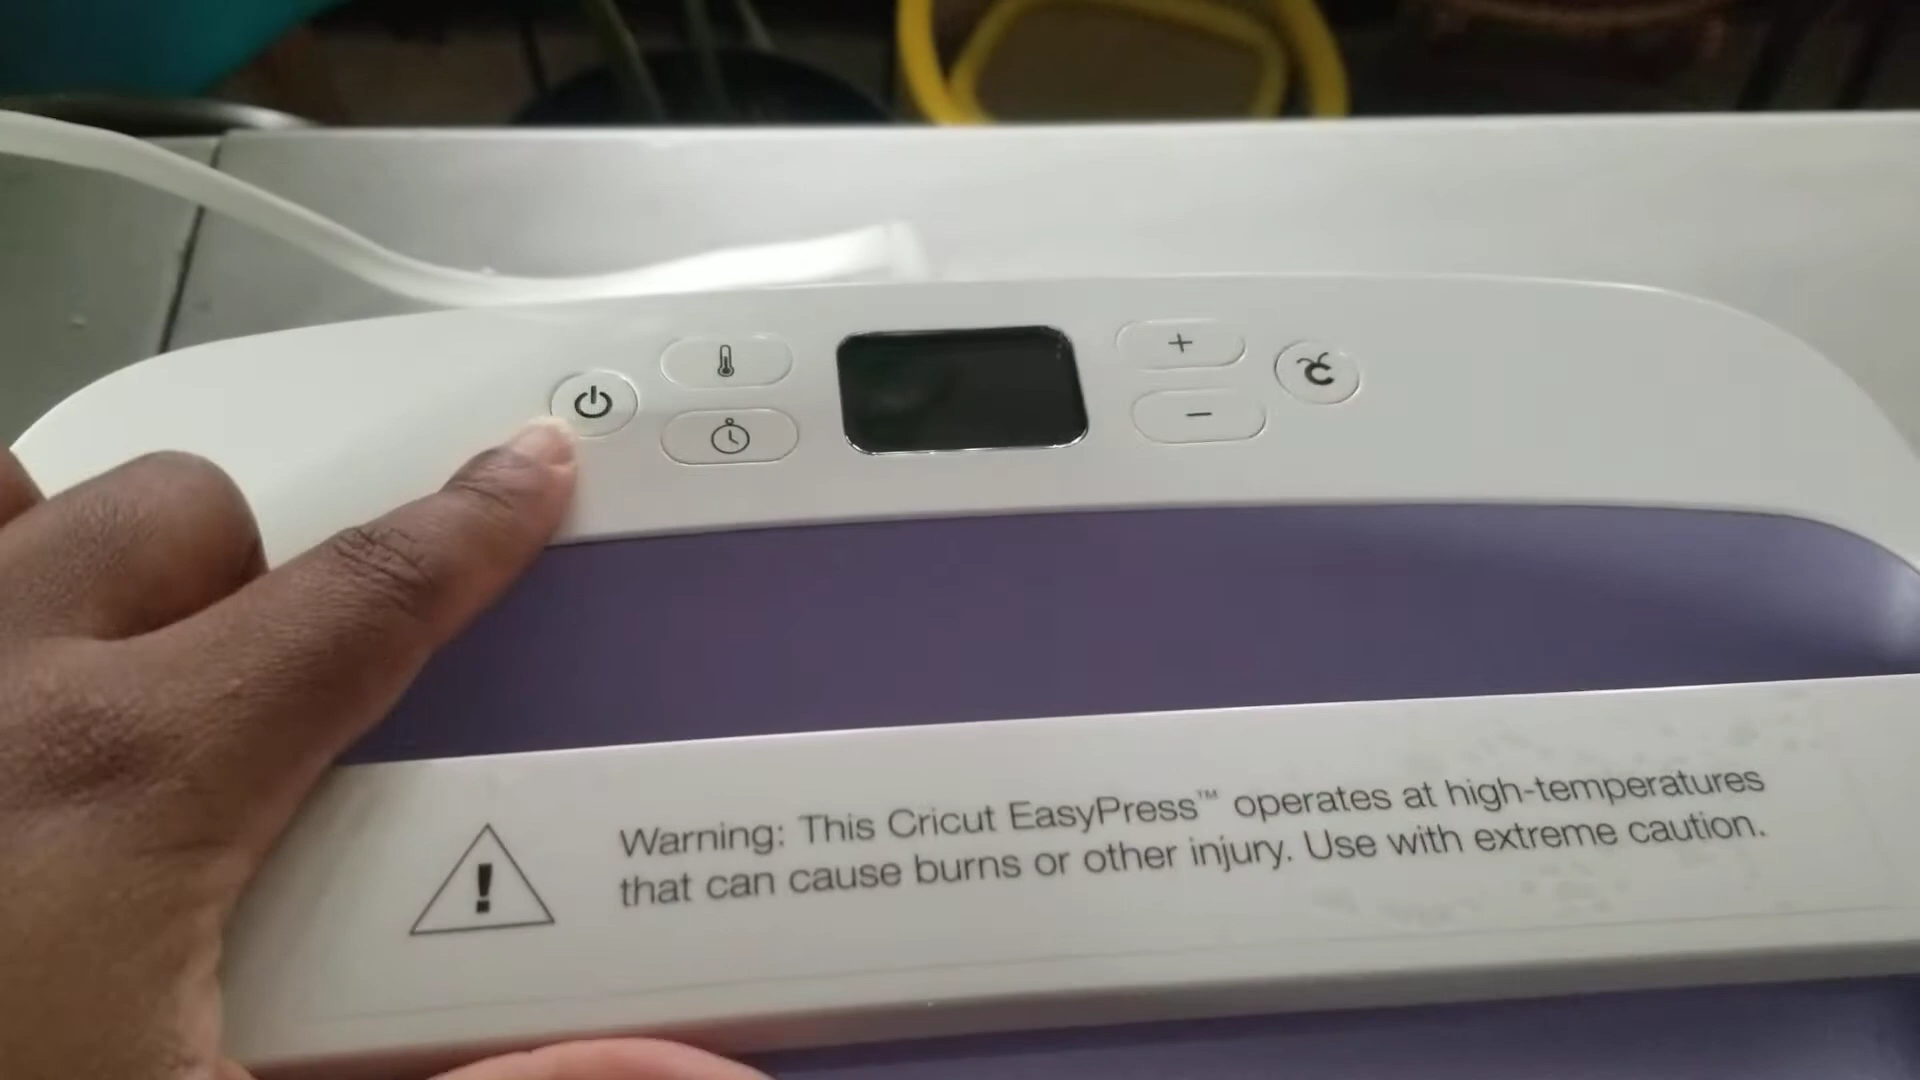 +
−
Warning: This Cricut EasyPress™ operates at high-temperatures
that can cause burns or other injury. Use with extreme caution.
!